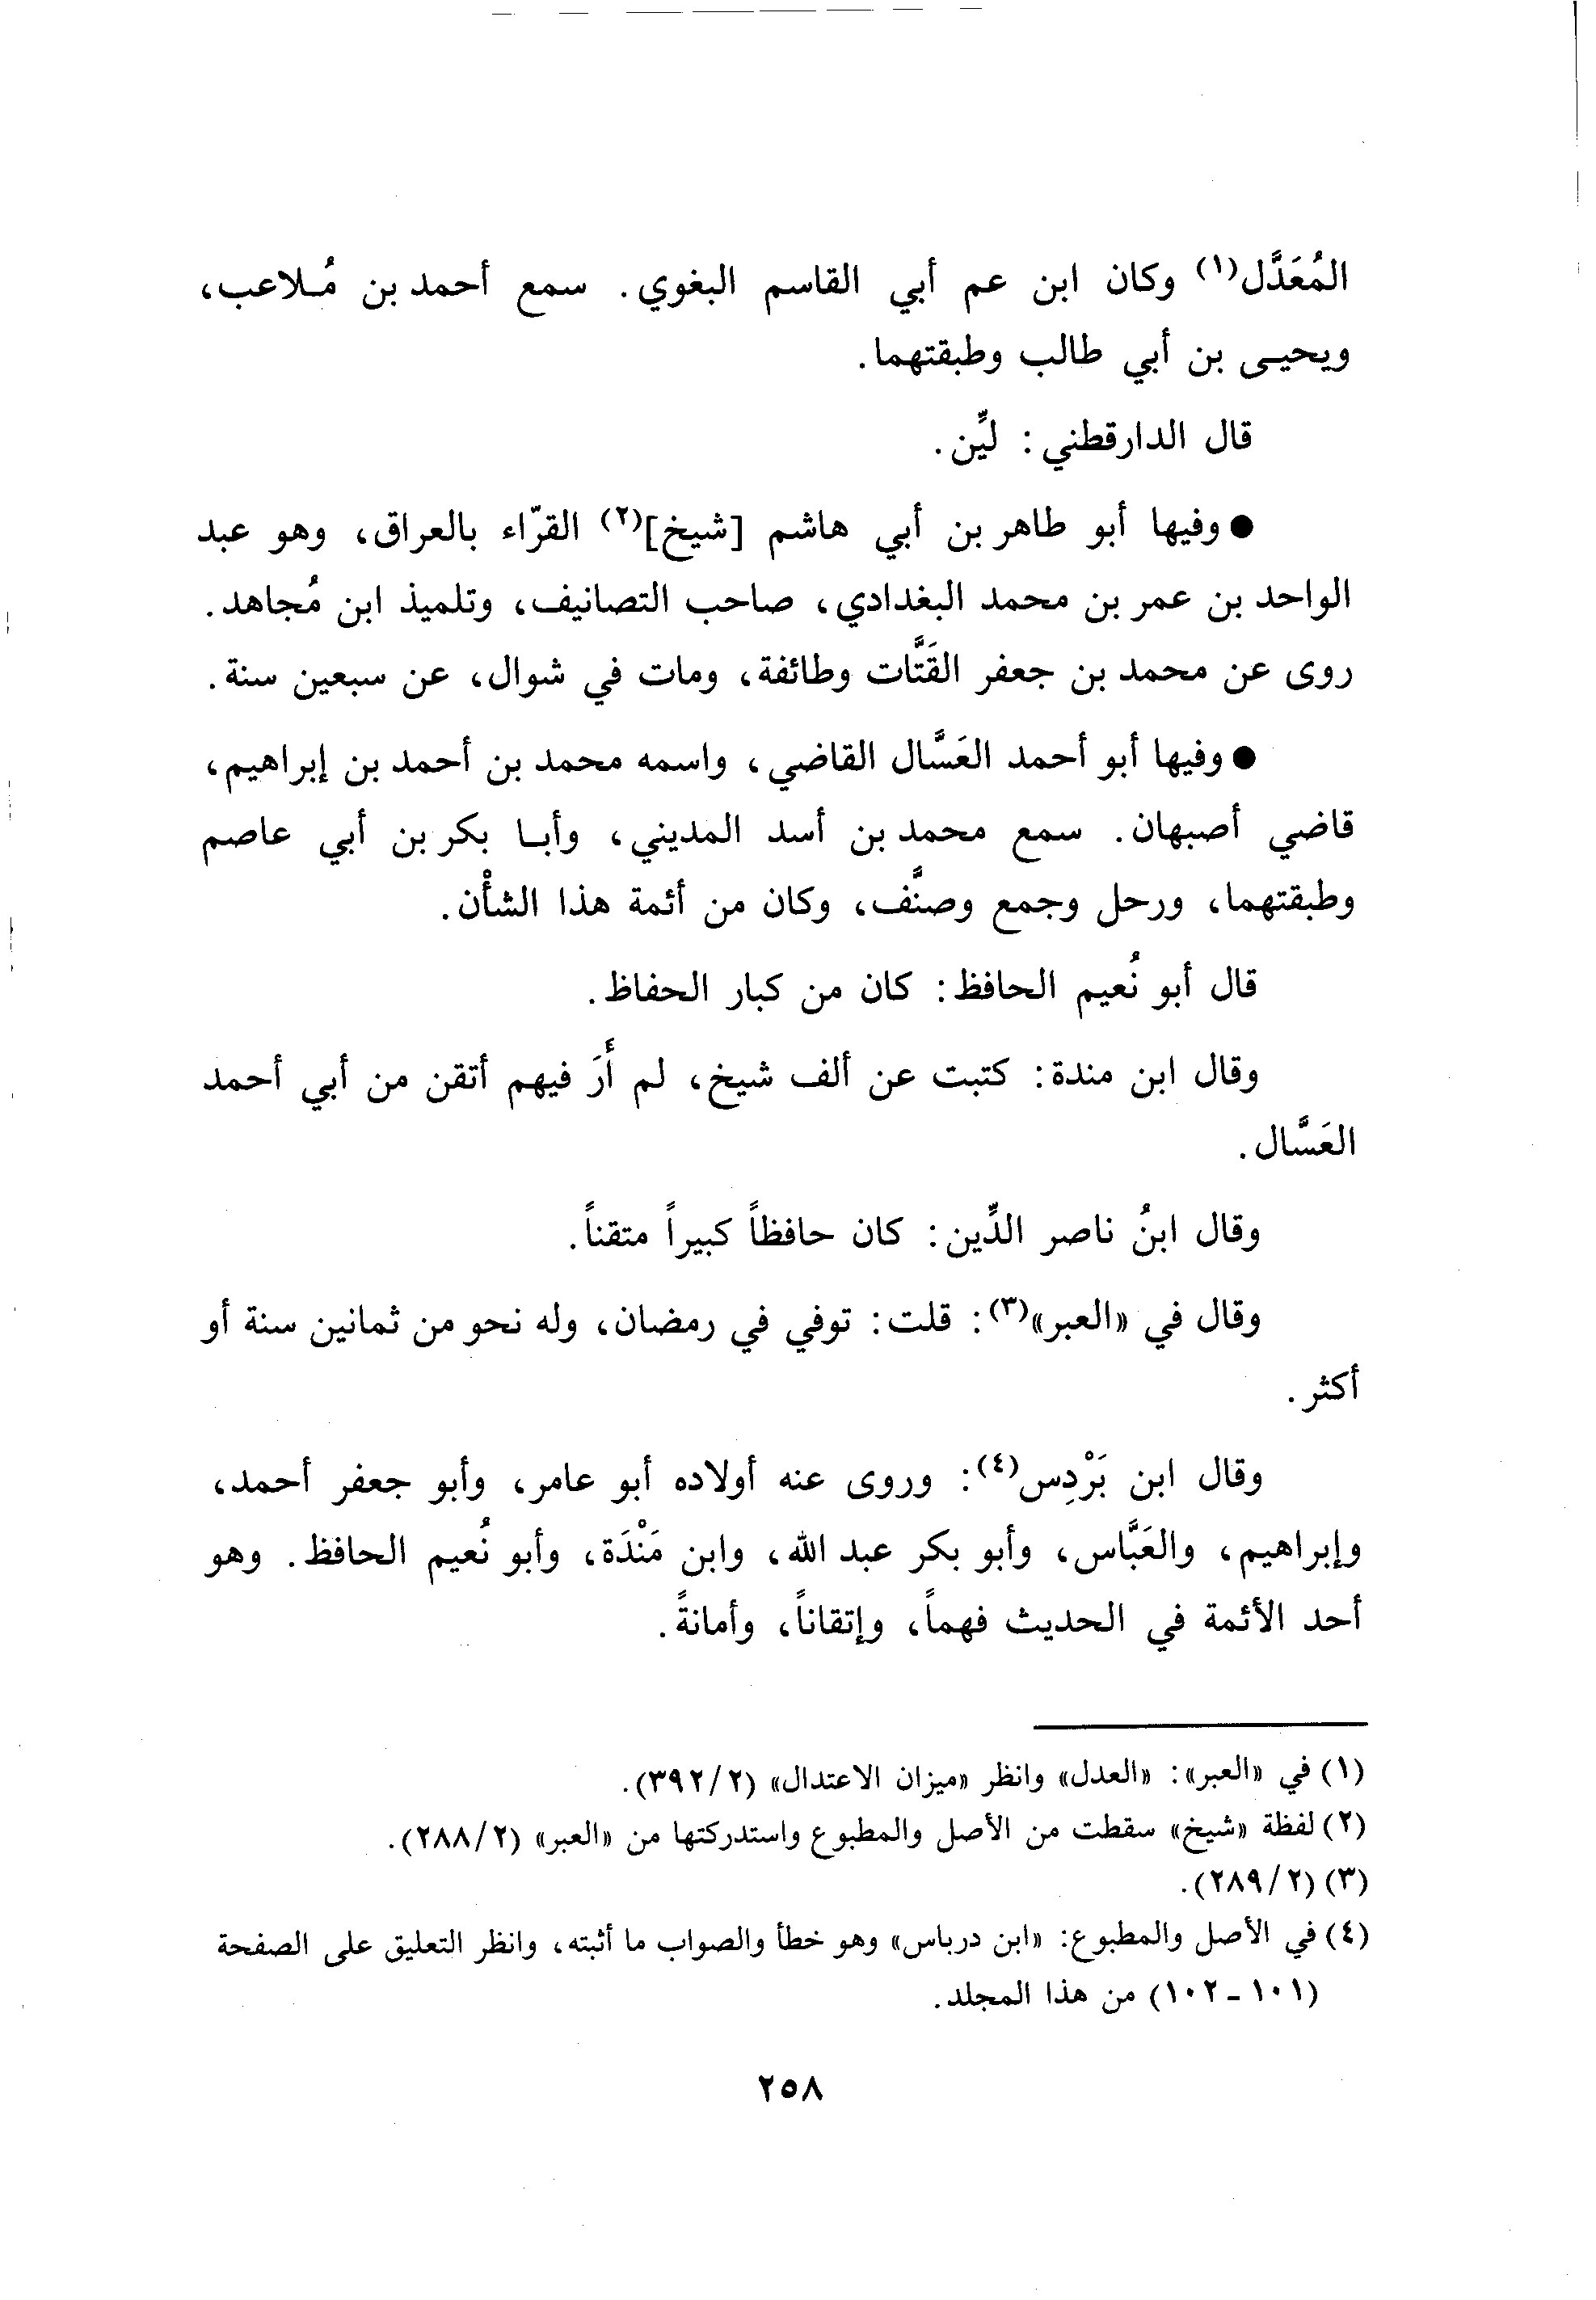 المُعَدَّل(١) وكان ابن عم أبي القاسم البغوي. سمع أحمد بن مُـلاعب،
ويحيـى بن أبي طالب وطبقتهما.
قال الدارقطني: ليِّن.
● وفيها أبو طاهر بن أبي هاشم [شيخ](٢) القرّاء بالعراق، وهو عبد
الواحد بن عمر بن محمد البغدادي، صاحب التصانيف، وتلميذ ابن مُجاهد.
روى عن محمد بن جعفر القَتَّات وطائفة، ومات في شوال، عن سبعين سنة.
● وفيها أبو أحمد العَسَّال القاضي، واسمه محمد بن أحمد بن إبراهيم،
قاضي أصبهان. سمع محمد بن أسد المديني، وأبـا بكر بن أبي عاصم
وطبقتهما، ورحل وجمع وصنَّف، وكان من أئمة هذا الشأْن.
قال أبو نُعيم الحافظ: كان من كبار الحفاظ.
وقال ابن مندة: كتبت عن ألف شيخ، لم أَرَ فيهم أتقن من أبي أحمد
العَسَّال.
وقال ابنُ ناصر الدِّين: كان حافظاً كبيراً متقناً.
وقال في «العبر»(٣): قلت: توفي في رمضان، وله نحو من ثمانين سنة أو
أكثر.
وقال ابن بَرْدِس(٤): وروى عنه أولاده أبو عامر، وأبو جعفر أحمد،
وإبراهيم، والعَبَّاس، وأبو بكر عبد الله، وابن مَنْدَة، وأبو نُعيم الحافظ. وهو
أحد الأئمة في الحديث فهماً، وإتقاناً، وأمانةً.
(١) في «العبر»: «العدل» وانظر «ميزان الاعتدال» (٣٩٢/٢).
(٢) لفظة «شيخ» سقطت من الأصل والمطبوع واستدركتها من «العبر» (٢٨٨/٢).
(٣) (٢٨٩/٢).
(٤) في الأصل والمطبوع: «ابن درباس» وهو خطأ والصواب ما أثبته، وانظر التعليق على الصفحة
(١٠١ - ١٠٢) من هذا المجلد.
٢٥٨